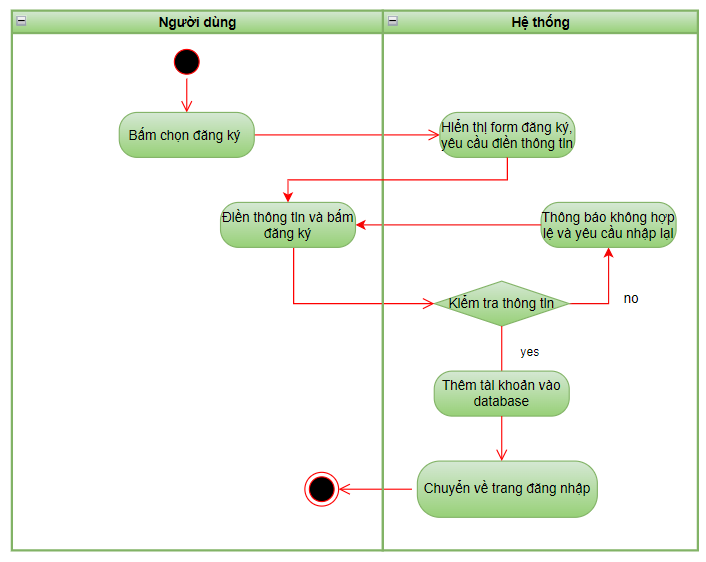 Người dùng
Hệ thống
Bấm chọn đăng ký
Hiển thị form đăng ký,
yêu cầu điền thông tin
Điền thông tin và bấm
đăng ký
Thông báo không hợp
lệ và yêu cầu nhập lại
Kiểm tra thông tin
no
yes
Thêm tài khoản vào
database
Chuyển về trang đăng nhập